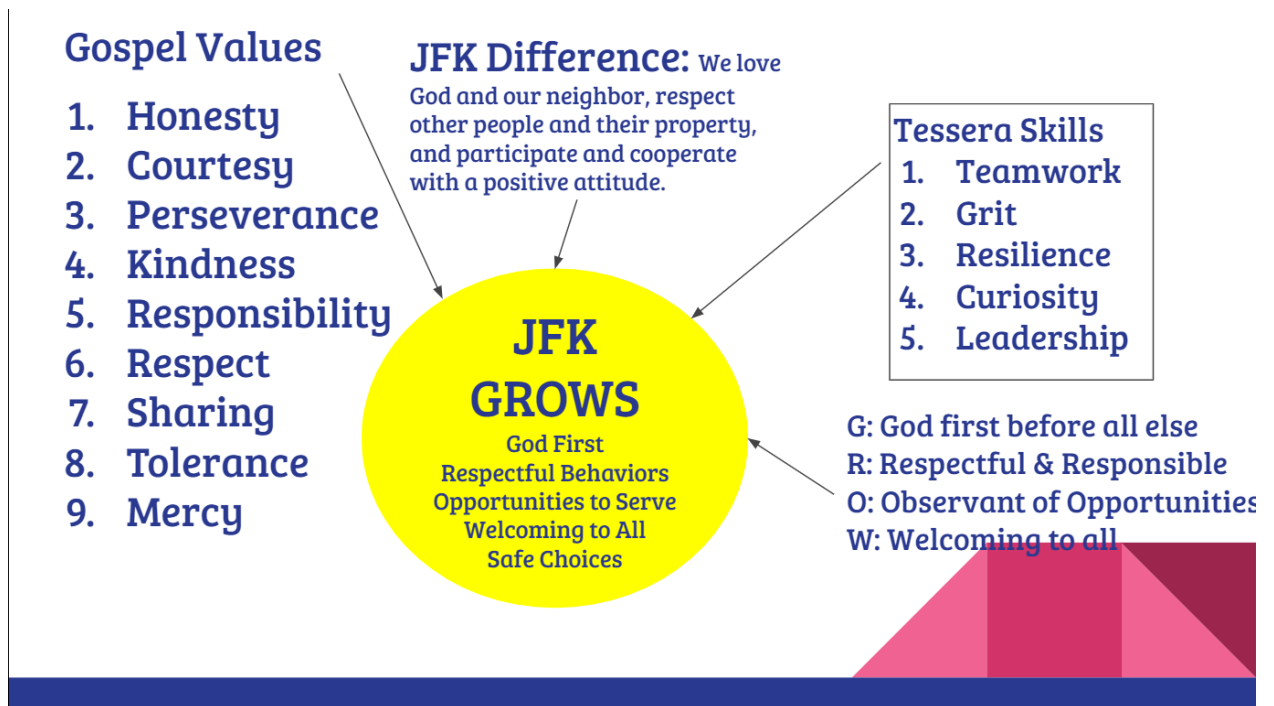 Gospel Values
1. Honesty
2. Courtesy
3. Perseverance
4. Kindness
5. Responsibility
6. Respect
7. Sharing
8. Tolerance
9. Mercy
JFK Difference: We love
God and our neighbor, respect
other people and their property,
and participate and cooperate
with a positive attitude.
Tessera Skills
1. Teamwork
2. Grit
3. Resilience
4. Curiosity
5. Leadership
JFK
GROWS
God First
Respectful Behaviors
Opportunities to Serve
Welcoming to All
Safe Choices
G: God first before all else
R: Respectful & Responsible
O: Observant of Opportunities
W: Welcoming to all